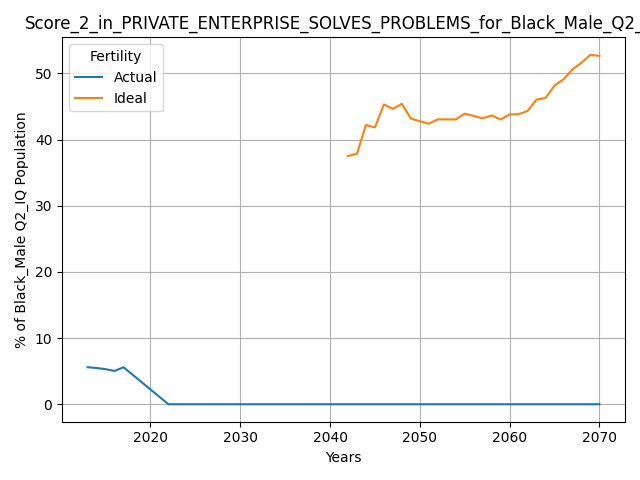 Score_2_in_PRIVATE_ENTERPRISE_SOLVES_PROBLEMS_for_Black_Male_Q2_
Fertility
Actual
Ideal
% of Black_Male Q2_IQ Population
50
40
30
20
10
0
2020 2030 2040 2050 2060 2070
Years